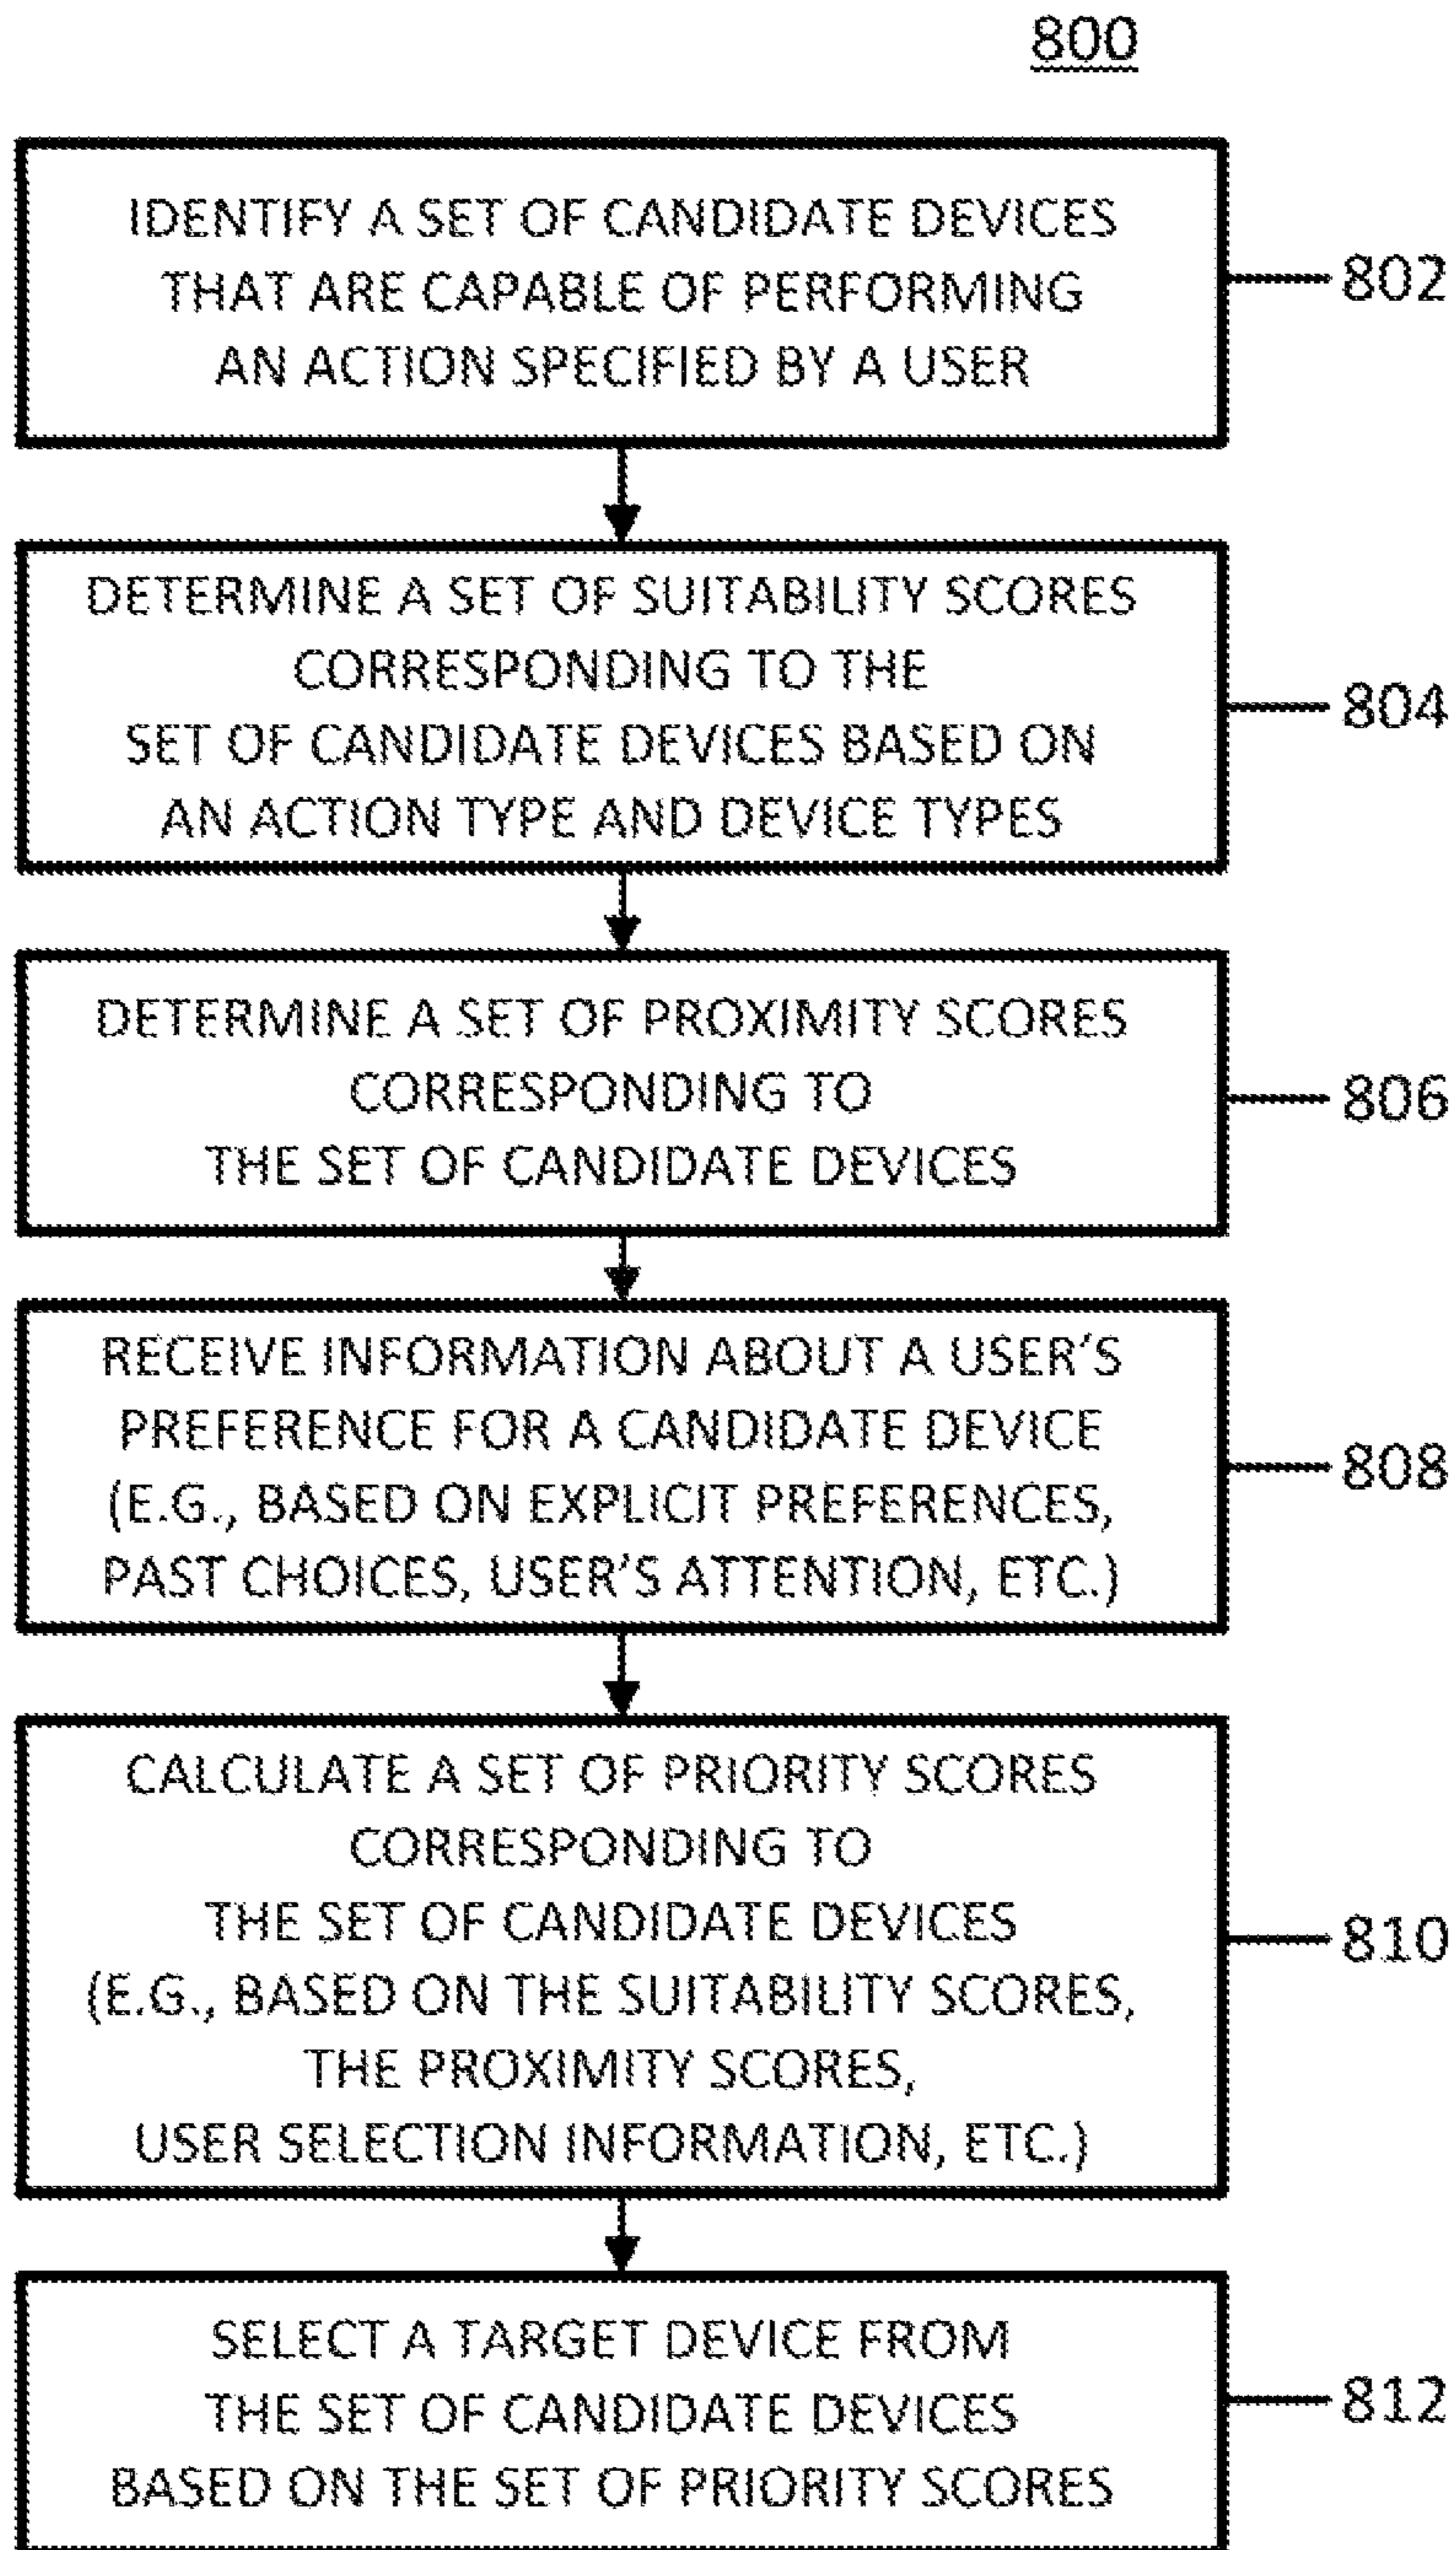 800
IDENTIFY A SET OF CANDIDATE DEVICES
THAT ARE CAPABLE OF PERFORMING
AN ACTION SPECIFIED BY A USER
802
DETERMINE A SET OF SUITABILITY SCORES
CORRESPONDING TO THE
SET OF CANDIDATE DEVICES BASED ON
AN ACTION TYPE AND DEVICE TYPES
804
DETERMINE A SET OF PROXIMITY SCORES
CORRESPONDING TO
THE SET OF CANDIDATE DEVICES
806
RECEIVE INFORMATION ABOUT A USER'S
PREFERENCE FOR A CANDIDATE DEVICE
(E.G., BASED ON EXPLICIT PREFERENCES,
PAST CHOICES, USER'S ATTENTION, ETC.)
808
CALCULATE A SET OF PRIORITY SCORES
CORRESPONDING TO
THE SET OF CANDIDATE DEVICES
(E.G., BASED ON THE SUITABILITY SCORES,
THE PROXIMITY SCORES,
USER SELECTION INFORMATION, ETC.)
810
SELECT A TARGET DEVICE FROM
THE SET OF CANDIDATE DEVICES
BASED ON THE SET OF PRIORITY SCORES
812